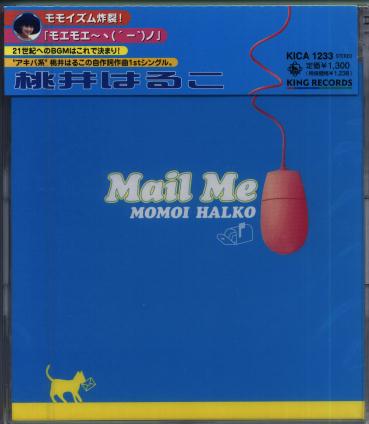 モモイズム炸裂!
「モエモエ～ヽ(´ー`)ノ」
21世紀へのBGMはこれで決まり!
"アキバ系"桃井はるこの自作詞作曲1stシングル。
桃井はるこ
KICA 1233 STEREO
定価¥1,300
(税抜価格¥1,238)
KING RECORDS
Mail Me
MOMOI HALKO